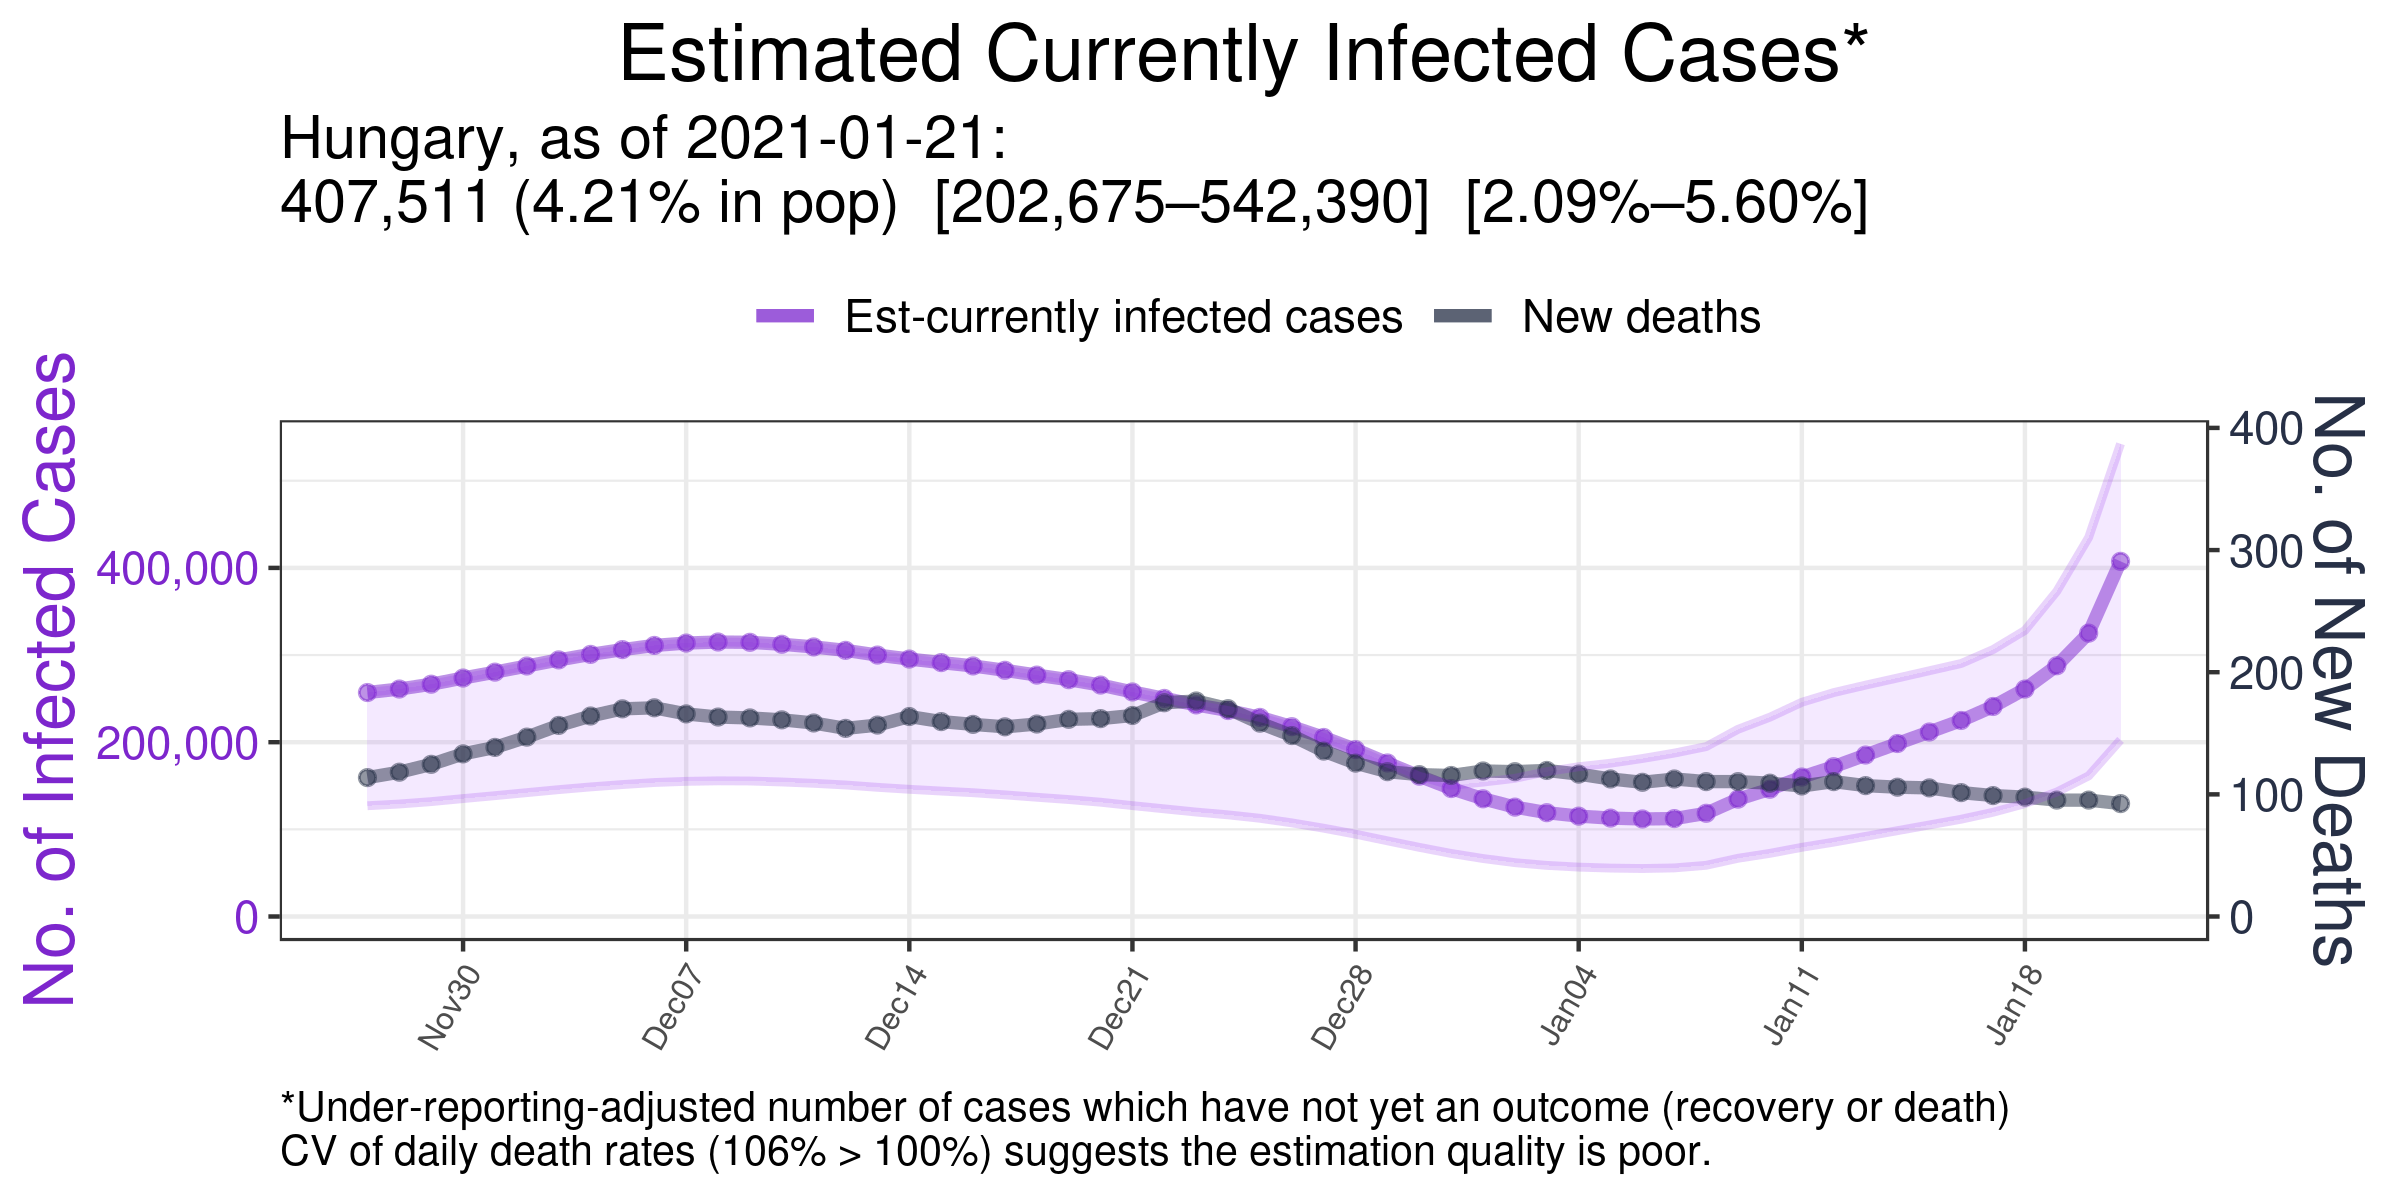 Estimated Currently Infected Cases*
Hungary, as of 2021-01-21:
407,511 (4.21% in pop) [202,675–542,390] [2.09%–5.60%]
Est-currently infected cases
New deaths
No. of Infected Cases
400,000
200,000
0
400
300
200
100
0
No. of New Deaths
Nov30
Dec07
Dec14
Dec21
Dec28
Jan04
Jan11
Jan18
*Under-reporting-adjusted number of cases which have not yet an outcome (recovery or death)
CV of daily death rates (106% > 100%) suggests the estimation quality is poor.